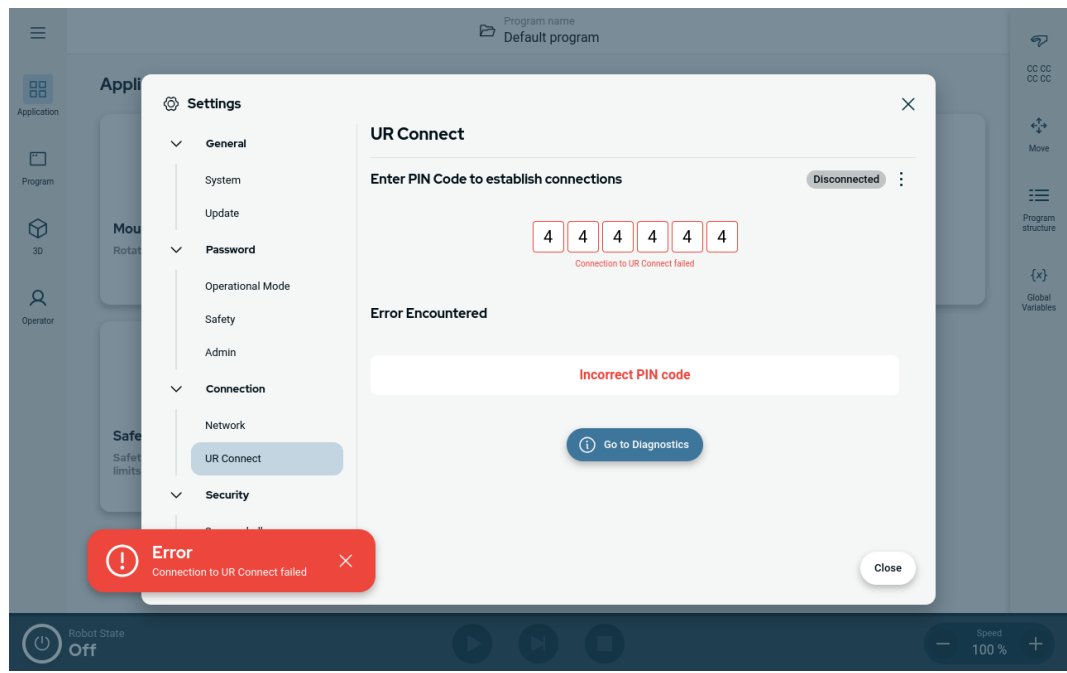 Program name
Default program
Application
Program
3D
Operator
Appli
Mou
Rotat
Safe
Safet
limits
Settings
General
System
Update
Password
Operational Mode
Safety
Admin
Connection
Network
UR Connect
Security
UR Connect
Enter PIN Code to establish connections
Disconnected
4 4 4 4 4 4
Connection to UR Connect failed
Error Encountered
Incorrect PIN code
Go to Diagnostics
Close
Error
Connection to UR Connect failed
CC CC
CC CC
Move
Program
structure
{x}
Global
Variables
Robot State
Off
Speed
100 %